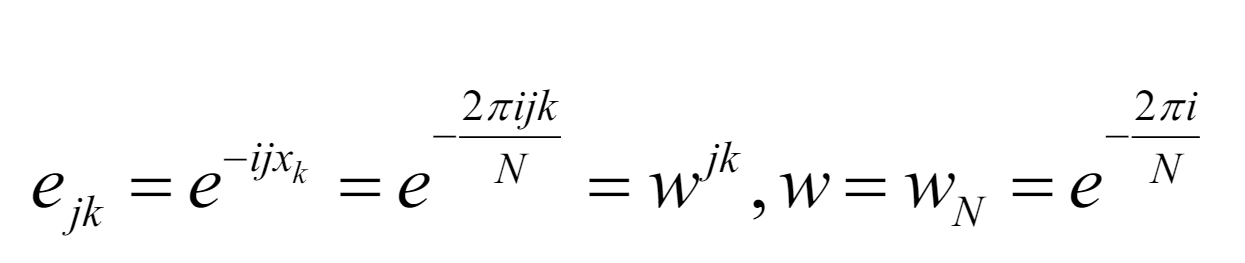 $e_{jk} = e^{-ijx_k} = e^{-\frac{2\pi ijk}{N}} = w^{jk}, w = w_N = e^{-\frac{2\pi i}{N}}$